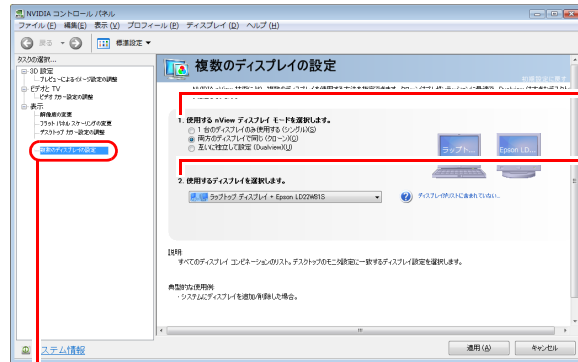 NVIDIA コントロール パネル
ファイル(F) 編集(E) 表示(V) プロファイル(P) ディスプレイ(D) ヘルプ(H)
戻る 標準設定
タスクの選択...
3D 設定
プレビューによるイメージ設定の調整
ビデオと TV
ビデオ カラー設定の調整
表示
解像度の変更
フラット パネル スケーリングの変更
デスクトップ カラー設定の調整
複数のディスプレイの設定
システム情報
複数のディスプレイの設定
初期設定に戻す
1. 使用する nView ディスプレイ モードを選択します。
1 台のディスプレイのみ使用する (シングル)(S)
両方のディスプレイで同じ (クローン)(C)
互いに独立して設定 (Dualview)(U)
ラップト... Epson LD...
2. 使用するディスプレイを選択します。
ラップトップ ディスプレイ + Epson LD22W81S
ディスプレイがリストに含まれていない...
説明
すべてのディスプレイ コンビネーションのリスト。デスクトップのモニタ設定に一致するディスプレイ設定を選択します。
典型的な使用例
・システムにディスプレイを追加/削除した場合。
適用(A) キャンセル